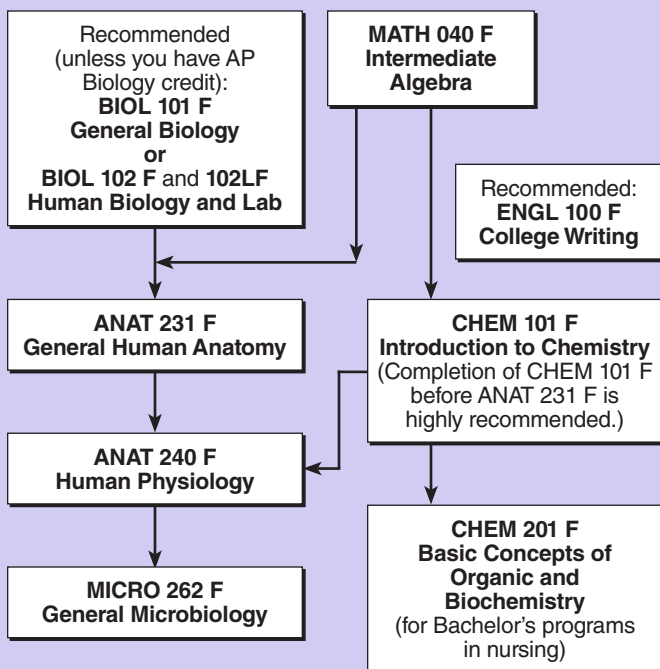 Recommended
(unless you have AP
Biology credit):
BIOL 101 F
General Biology
or
BIOL 102 F and 102LF
Human Biology and Lab
MATH 040 F
Intermediate
Algebra
Recommended:
ENGL 100 F
College Writing
ANAT 231 F
General Human Anatomy
CHEM 101 F
Introduction to Chemistry
(Completion of CHEM 101 F
before ANAT 231 F is
highly recommended.)
ANAT 240 F
Human Physiology
CHEM 201 F
Basic Concepts of
Organic and
Biochemistry
(for Bachelor's programs
in nursing)
MICRO 262 F
General Microbiology